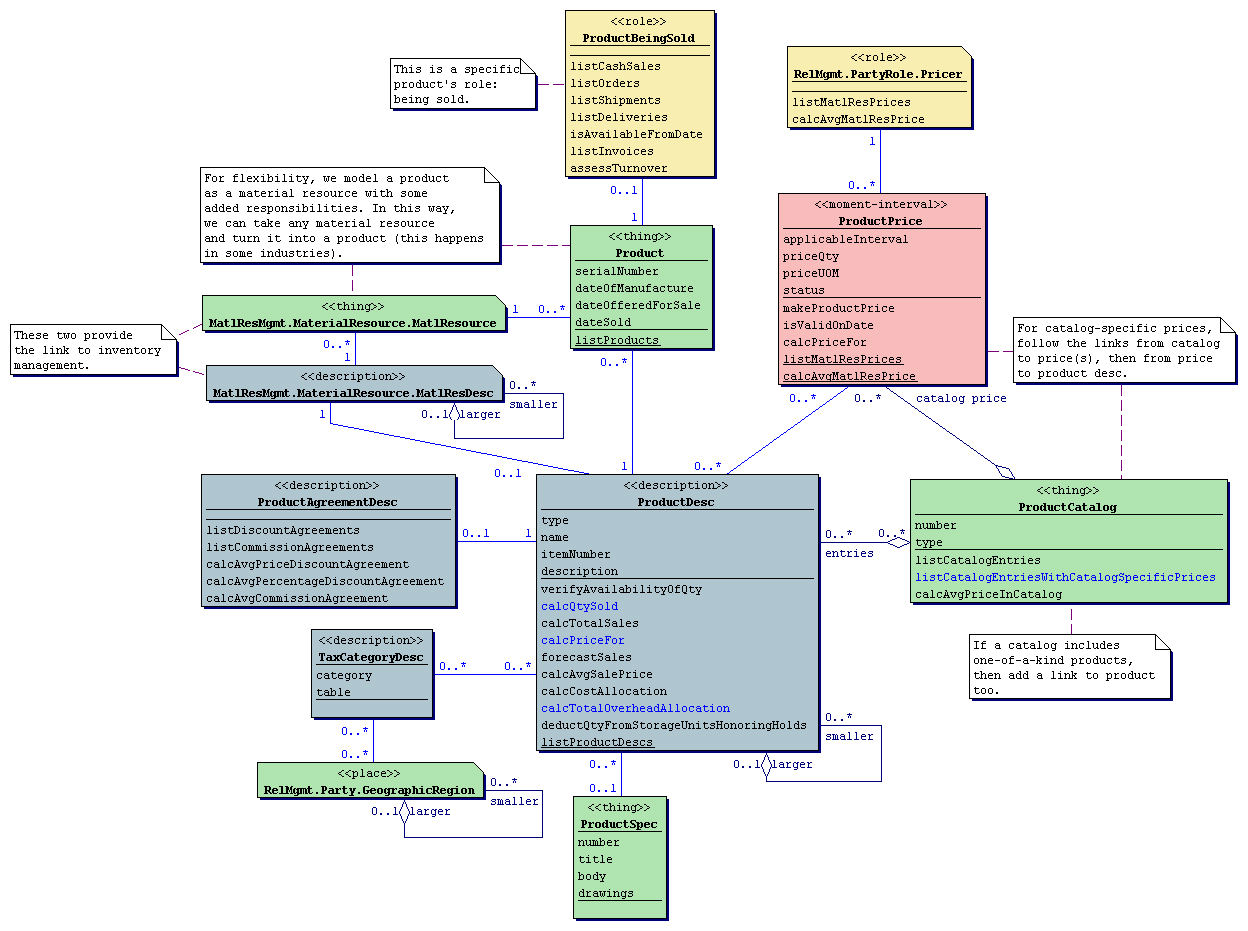 <<role>>
ProductBeingSold
listCashSales
listOrders
listShipments
listDeliveries
isAvailableFromDate
listInvoices
assessTurnover
This is a specific
product's role:
being sold.
<<role>>
RelMgmt.PartyRole.Pricer
listMatlResPrices
calcAvgMatlResPrice
1
0..*
0..1
1
For flexibility, we model a product
as a material resource with some
added responsibilities. In this way,
we can take any material resource
and turn it into a product (this happens
in some industries).
<<thing>>
Product
serialNumber
dateOfManufacture
dateOfferedForSale
dateSold
listProducts
<<moment-interval>>
ProductPrice
applicableInterval
priceQty
priceUOM
status
makeProductPrice
isValidOnDate
calcPriceFor
listMatlResPrices
calcAvgMatlResPrice
<<thing>>
MatlResMgmt.MaterialResource.MatlResource
1
0..*
These two provide
the link to inventory
management.
0..*
1
<<description>>
MatlResMgmt.MaterialResource.MatlResDesc
0..*
smaller
0..1
larger
1
0..1
0..*
1
For catalog-specific prices,
follow the links from catalog
to price(s), then from price
to product desc.
0..*
0..*
catalog price
0..*
<<description>>
ProductAgreementDesc
listDiscountAgreements
listCommissionAgreements
calcAvgPriceDiscountAgreement
calcAvgPercentageDiscountAgreement
calcAvgCommissionAgreement
0..1
1
<<description>>
ProductDesc
type
name
itemNumber
description
verifyAvailabilityOfQty
calcQtySold
calcTotalSales
calcPriceFor
forecastSales
calcAvgSalePrice
calcCostAllocation
calcTotalOverheadAllocation
deductQtyFromStorageUnitsHonoringHolds
listProductDescs
0..*
entries
0..*
<<thing>>
ProductCatalog
number
type
listCatalogEntries
listCatalogEntriesWithCatalogSpecificPrices
calcAvgPriceInCatalog
If a catalog includes
one-of-a-kind products,
then add a link to product
too.
<<description>>
TaxCategoryDesc
category
table
0..*
0..*
0..*
0..*
<<place>>
RelMgmt.Party.GeographicRegion
0..*
smaller
0..1
larger
0..*
smaller
0..1
larger
0..*
0..1
<<thing>>
ProductSpec
number
title
body
drawings